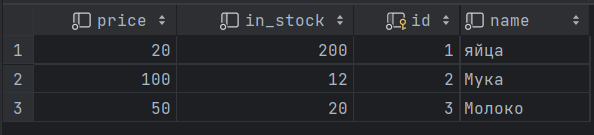 price in_stock id name
1 20 200 1 яйца
2 100 12 2 Мука
3 50 20 3 Молоко